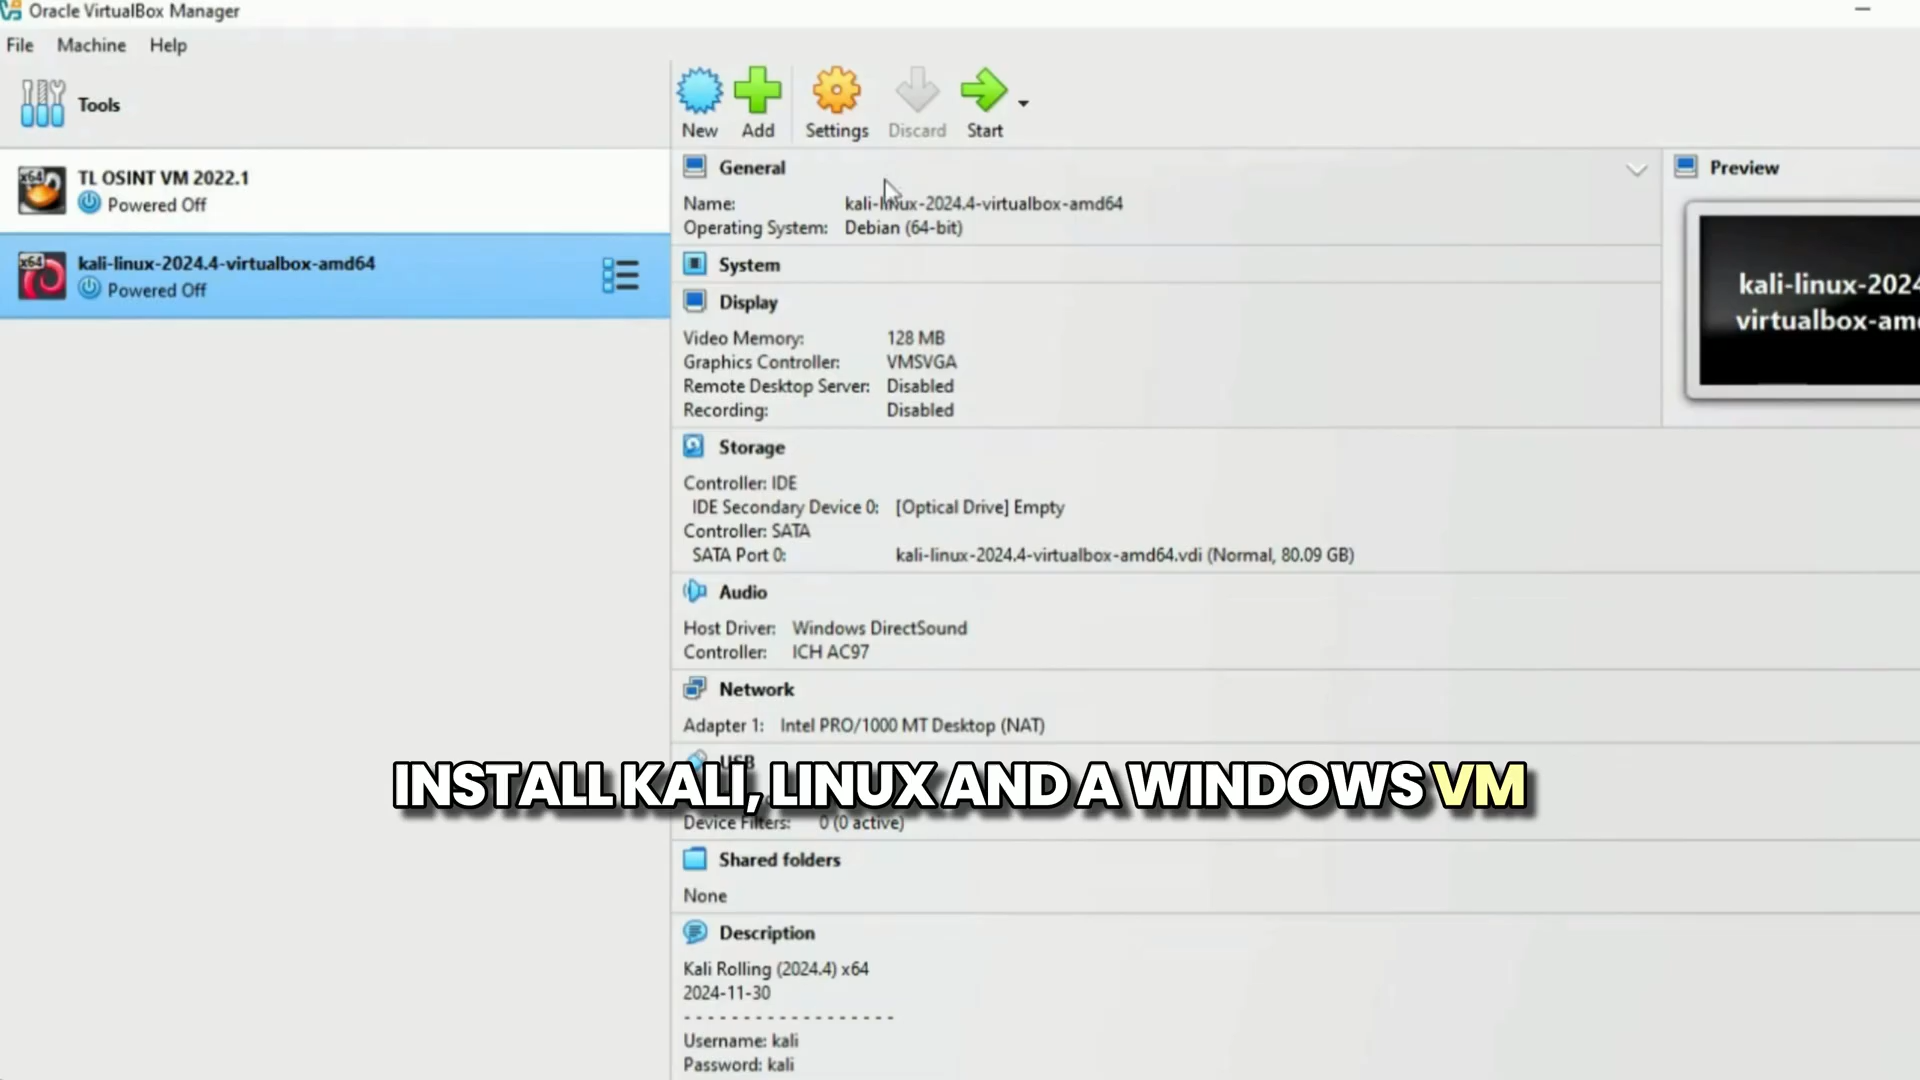 Oracle VirtualBox Manager
File Machine Help
Tools
New Add Settings Discard Start
x64 TL OSINT VM 2022.1
Powered Off
x64 kali-linux-2024.4-virtualbox-amd64
Powered Off
General
Name: kali-linux-2024.4-virtualbox-amd64
Operating System: Debian (64-bit)
System
Display
Video Memory: 128 MB
Graphics Controller: VMSVGA
Remote Desktop Server: Disabled
Recording: Disabled
Preview
kali-linux-2024
virtualbox-am
Storage
Controller: IDE
IDE Secondary Device 0: [Optical Drive] Empty
Controller: SATA
SATA Port 0: kali-linux-2024.4-virtualbox-amd64.vdi (Normal, 80.09 GB)
Audio
Host Driver: Windows DirectSound
Controller: ICH AC97
Network
Adapter 1: Intel PRO/1000 MT Desktop (NAT)
USB
INSTALL KALI, LINUX AND A WINDOWS VM
Device Filters: 0 (0 active)
Shared folders
None
Description
Kali Rolling (2024.4) x64
2024-11-30
- - - - - - - - - - - - - - - - - -
Username: kali
Password: kali